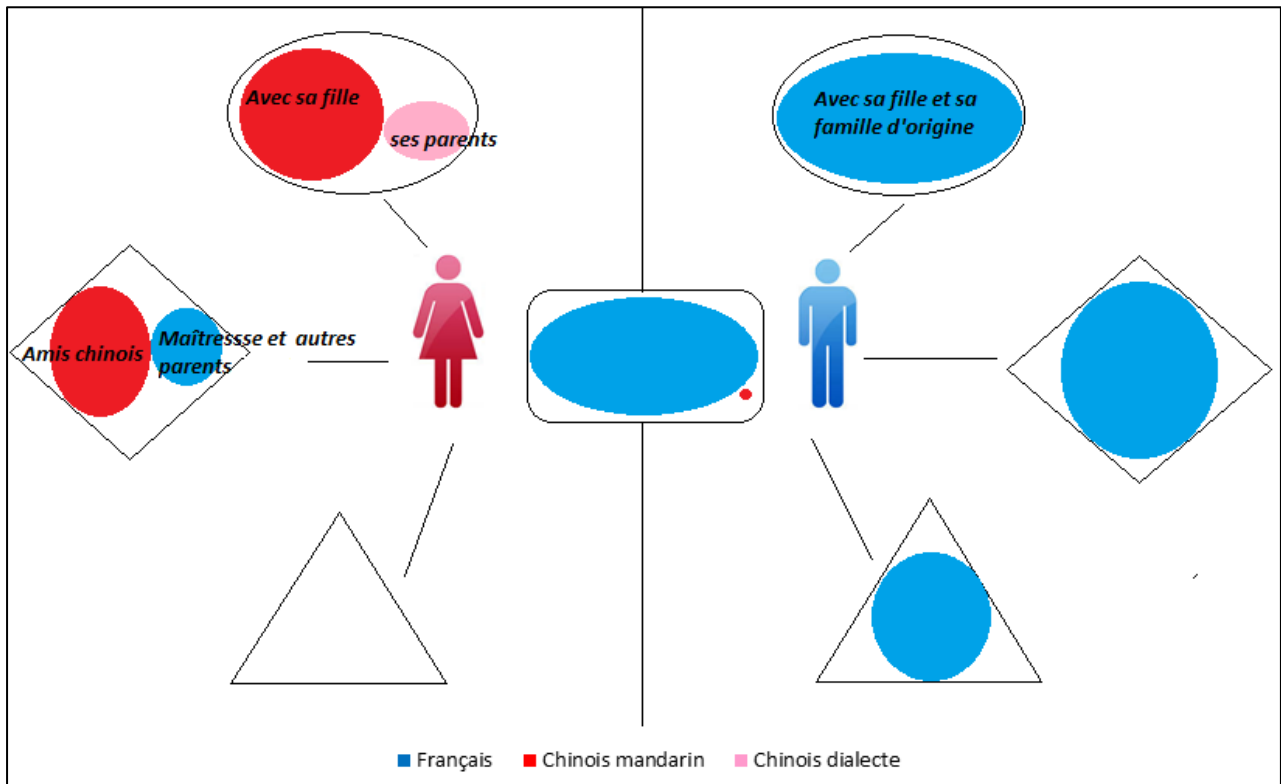 Avec sa fille
ses parents
Avec sa fille et sa
famille d'origine
Amis chinois
Maîtressse et autres
parents
Français
Chinois mandarin
Chinois dialecte